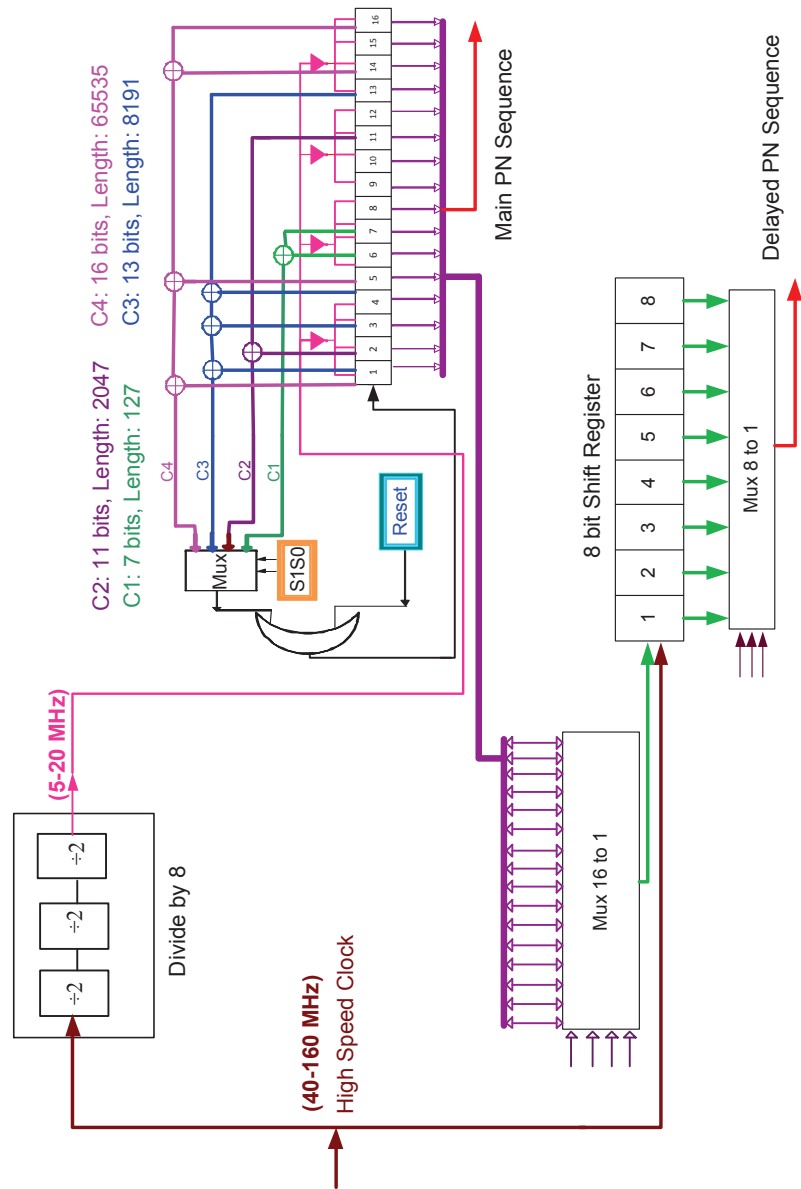 C2: 11 bits, Length: 2047
C1: 7 bits, Length: 127
C4: 16 bits, Length: 65535
C3: 13 bits, Length: 8191
(5-20 MHz)
÷2
÷2
÷2
Divide by 8
(40-160 MHz)
High Speed Clock
C4
C3
C2
C1
Mux
S1S0
Reset
1 2 3 4 5 6 7 8 9 10 11 12 13 14 15 16
Main PN Sequence
Mux 16 to 1
8 bit Shift Register
1 2 3 4 5 6 7 8
Mux 8 to 1
Delayed PN Sequence